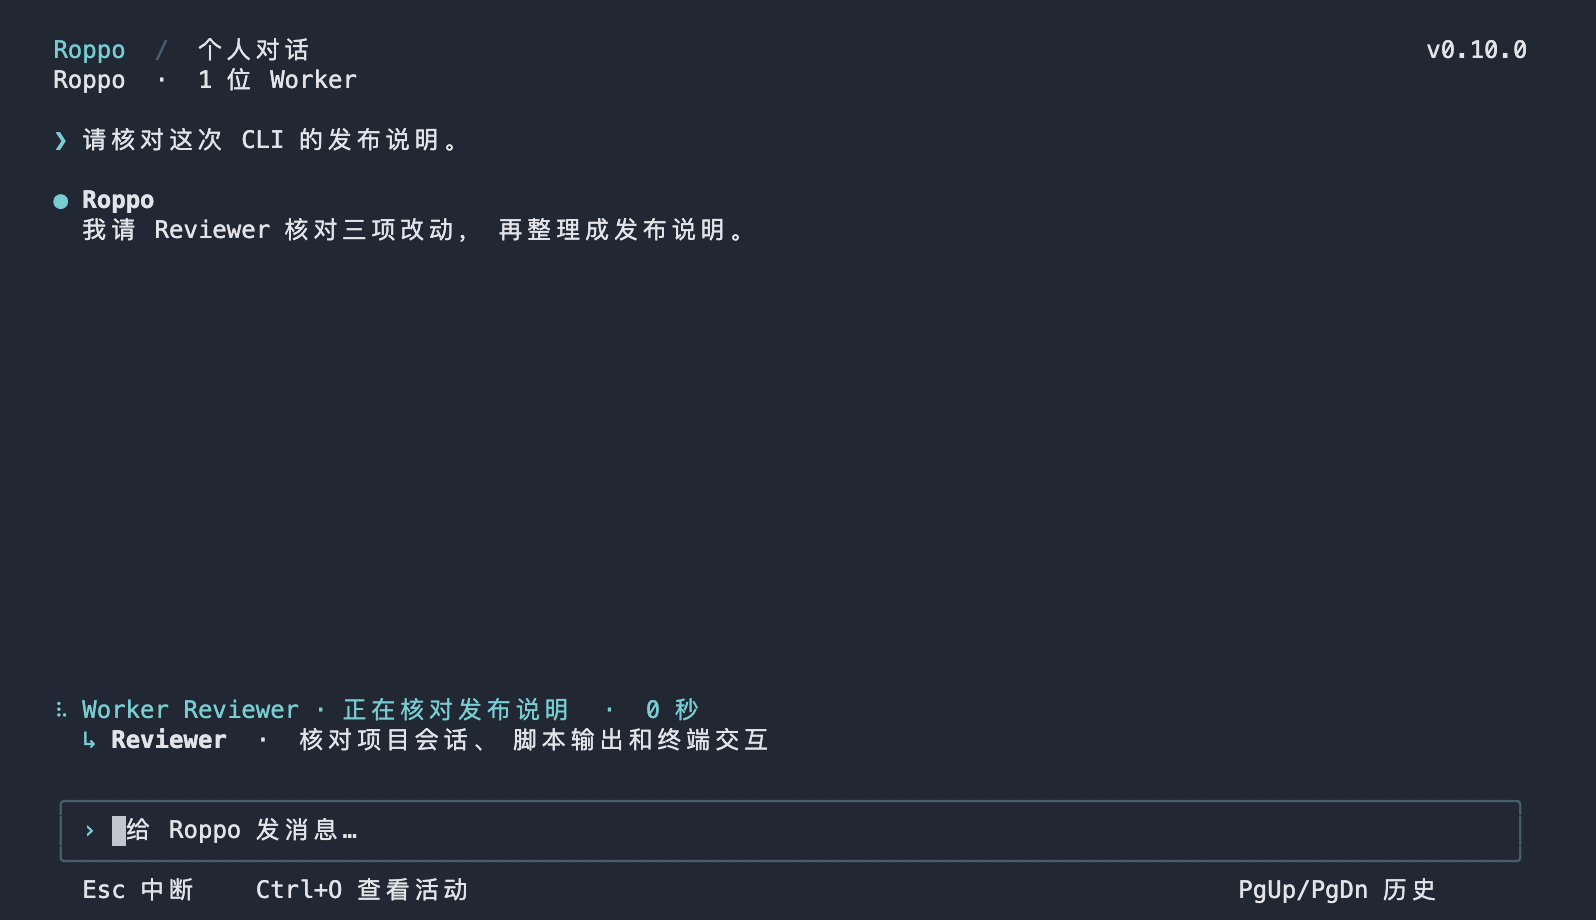 Roppo / 个人对话 v0.10.0
Roppo · 1 位 Worker
❯ 请核对这次 CLI 的发布说明。
● Roppo
我请 Reviewer 核对三项改动，再整理成发布说明。
Worker Reviewer · 正在核对发布说明 · 0 秒
↳ Reviewer · 核对项目会话、脚本输出和终端交互
› 给 Roppo 发消息…
Esc 中断 Ctrl+O 查看活动 PgUp/PgDn 历史